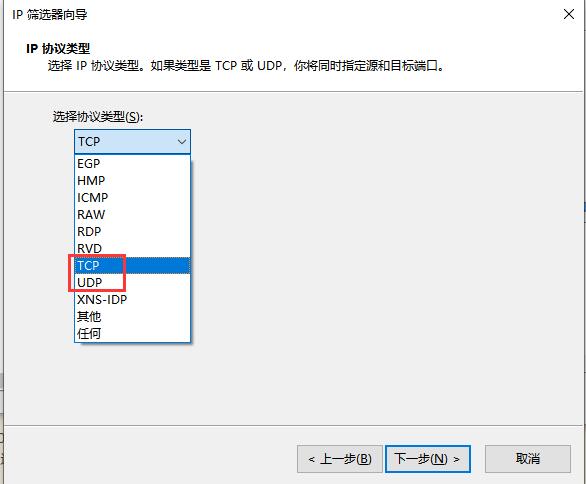 IP 筛选器向导
IP 协议类型
选择 IP 协议类型。如果类型是 TCP 或 UDP，你将同时指定源和目标端口。
选择协议类型(S):
TCP
EGP
HMP
ICMP
RAW
RDP
RVD
TCP
UDP
XNS-IDP
其他
任何
< 上一步(B)
下一步(N) >
取消